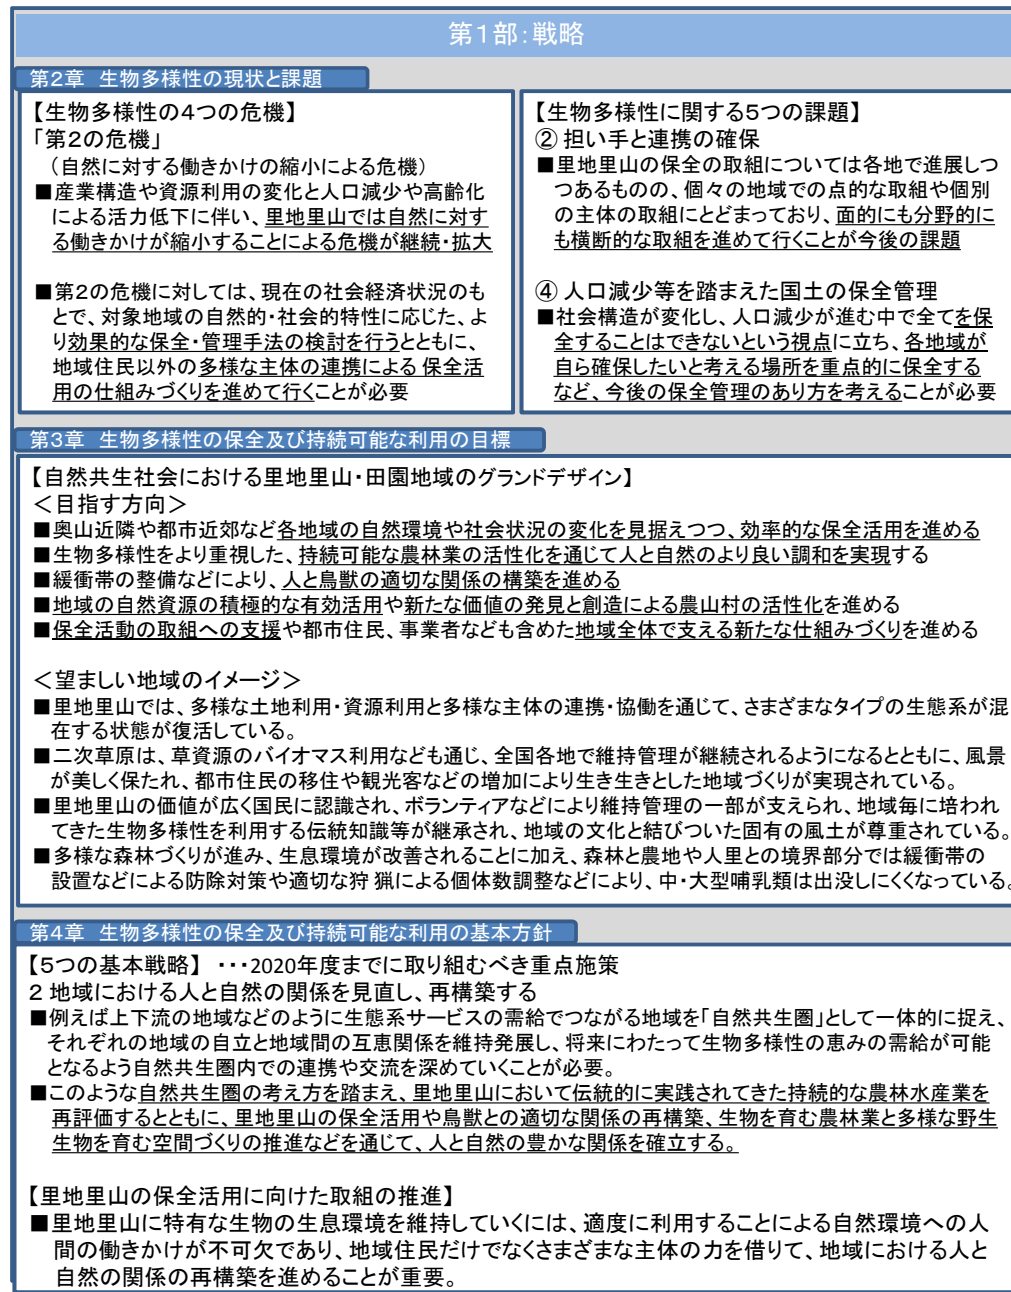 第１部:戦略
第２章 生物多様性の現状と課題
【生物多様性の４つの危機】
「第２の危機」
（自然に対する働きかけの縮小による危機）
■産業構造や資源利用の変化と人口減少や高齢化
による活力低下に伴い、里地里山では自然に対す
る働きかけが縮小することによる危機が継続・拡大
■第２の危機に対しては、現在の社会経済状況のも
とで、対象地域の自然的・社会的特性に応じた、よ
り効果的な保全・管理手法の検討を行うとともに、
地域住民以外の多様な主体の連携による 保全活
用の仕組みづくりを進めて行くことが必要
【生物多様性に関する５つの課題】
② 担い手と連携の確保
■里地里山の保全の取組については各地で進展しつ
つあるものの、個々の地域での点的な取組や個別
の主体の取組にとどまっており、面的にも分野的に
も横断的な取組を進めて行くことが今後の課題
④ 人口減少等を踏まえた国土の保全管理
■社会構造が変化し、人口減少が進む中で全てを保
全することはできないという視点に立ち、各地域が
自ら確保したいと考える場所を重点的に保全する
など、今後の保全管理のあり方を考えることが必要
第３章 生物多様性の保全及び持続可能な利用の目標
【自然共生社会における里地里山・田園地域のグランドデザイン】
＜目指す方向＞
■奥山近隣や都市近郊など各地域の自然環境や社会状況の変化を見据えつつ、効率的な保全活用を進める
■生物多様性をより重視した、持続可能な農林業の活性化を通じて人と自然のより良い調和を実現する
■緩衝帯の整備などにより、人と鳥獣の適切な関係の構築を進める
■地域の自然資源の積極的な有効活用や新たな価値の発見と創造による農山村の活性化を進める
■保全活動の取組への支援や都市住民、事業者なども含めた地域全体で支える新たな仕組みづくりを進める
＜望ましい地域のイメージ＞
■里地里山では、多様な土地利用・資源利用と多様な主体の連携・協働を通じて、さまざまなタイプの生態系が混
在する状態が復活している。
■二次草原は、草資源のバイオマス利用なども通じ、全国各地で維持管理が継続されるようになるとともに、風景
が美しく保たれ、都市住民の移住や観光客などの増加により生き生きとした地域づくりが実現されている。
■里地里山の価値が広く国民に認識され、ボランティアなどにより維持管理の一部が支えられ、地域毎に培われ
てきた生物多様性を利用する伝統知識等が継承され、地域の文化と結びついた固有の風土が尊重されている。
■多様な森林づくりが進み、生息環境が改善されることに加え、森林と農地や人里との境界部分では緩衝帯の
設置などによる防除対策や適切な狩 猟による個体数調整などにより、中・大型哺乳類は出没しにくくなっている。
第４章 生物多様性の保全及び持続可能な利用の基本方針
【５つの基本戦略】 ・・・2020年度までに取り組むべき重点施策
２ 地域における人と自然の関係を見直し、再構築する
■例えば上下流の地域などのように生態系サービスの需給でつながる地域を「自然共生圏」として一体的に捉え、
それぞれの地域の自立と地域間の互恵関係を維持発展し、将来にわたって生物多様性の恵みの需給が可能
となるよう自然共生圏内での連携や交流を深めていくことが必要。
■このような自然共生圏の考え方を踏まえ、里地里山において伝統的に実践されてきた持続的な農林水産業を
再評価するとともに、里地里山の保全活用や鳥獣との適切な関係の再構築、生物を育む農林業と多様な野生
生物を育む空間づくりの推進などを通じて、人と自然の豊かな関係を確立する。
【里地里山の保全活用に向けた取組の推進】
■里地里山に特有な生物の生息環境を維持していくには、適度に利用することによる自然環境への人
間の働きかけが不可欠であり、地域住民だけでなくさまざまな主体の力を借りて、地域における人と
自然の関係の再構築を進めることが重要。